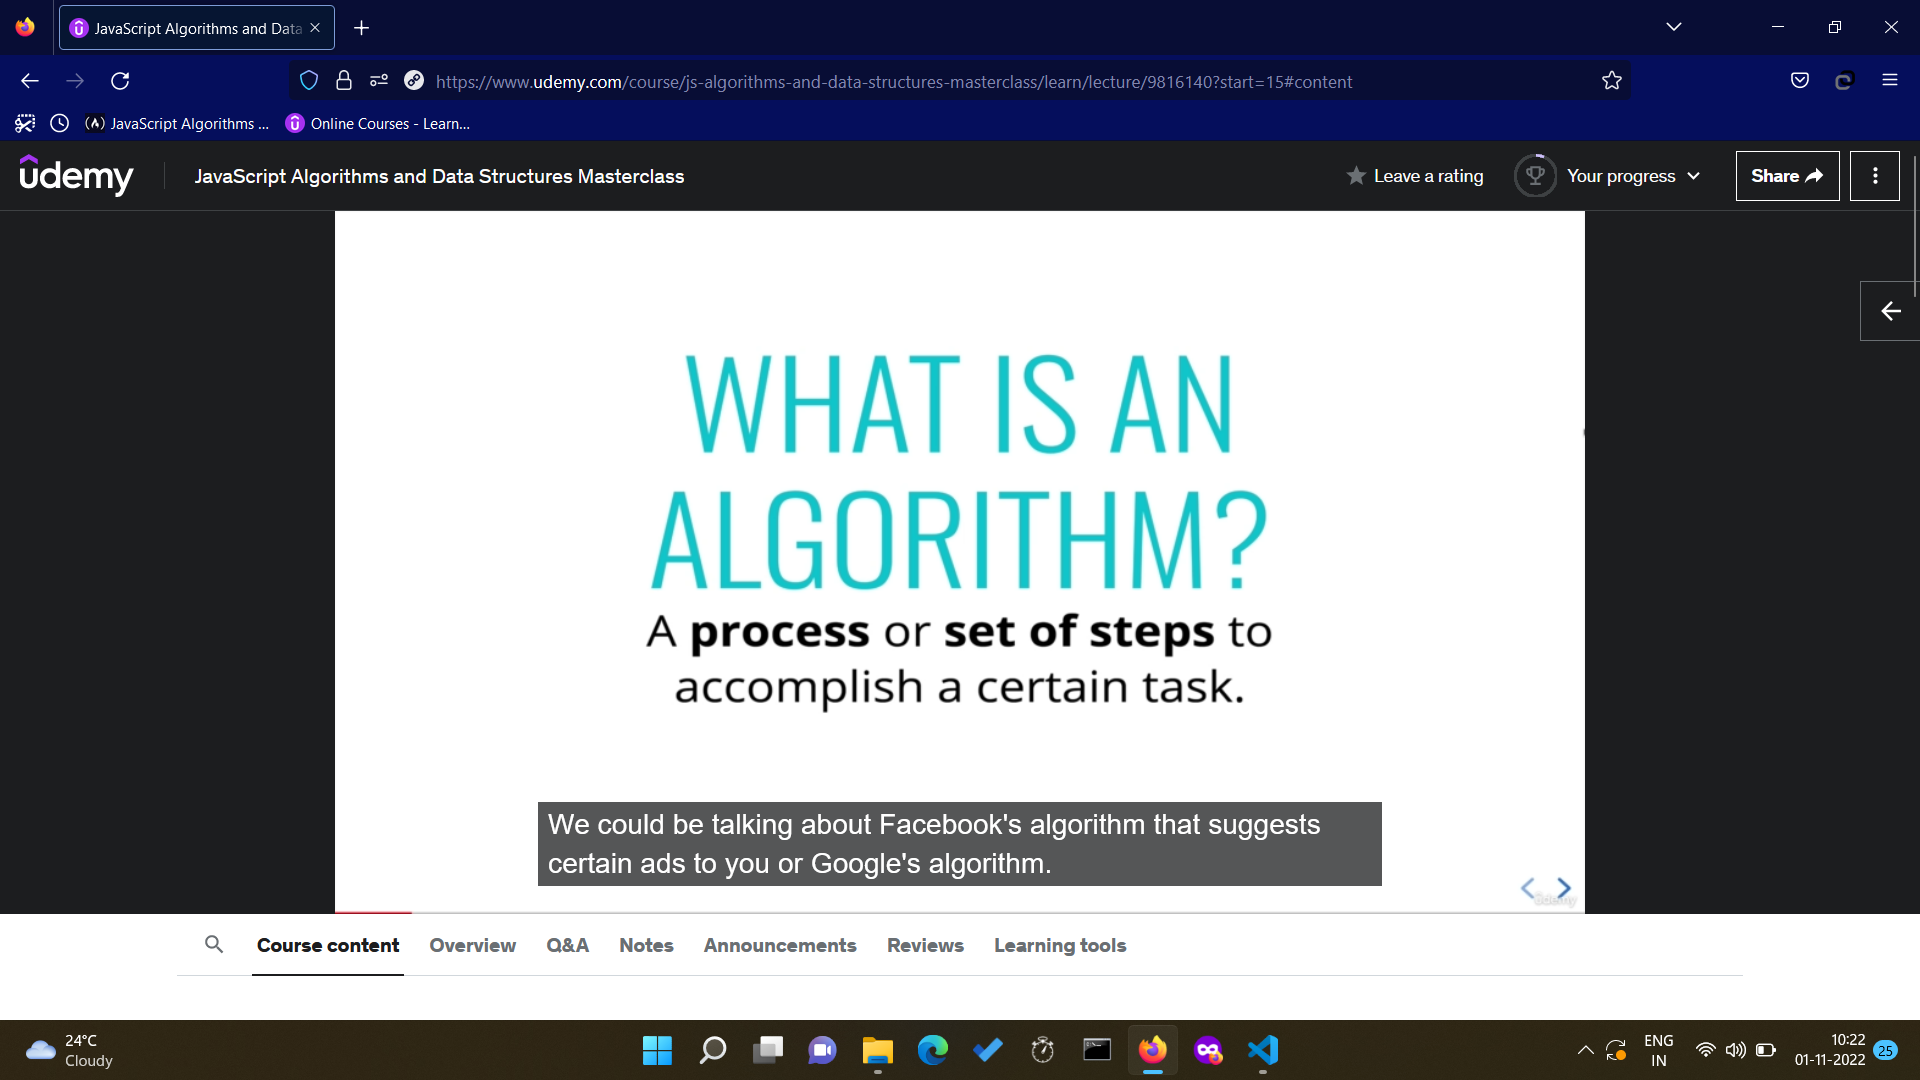 JavaScript Algorithms and Data
https://www.udemy.com/course/js-algorithms-and-data-structures-masterclass/learn/lecture/9816140?start=15#content
JavaScript Algorithms ...
Online Courses - Learn...
udemy
JavaScript Algorithms and Data Structures Masterclass
Leave a rating
Your progress
Share
WHAT IS AN
ALGORITHM?
A process or set of steps to
accomplish a certain task.
We could be talking about Facebook's algorithm that suggests
certain ads to you or Google's algorithm.
udemy
Course content Overview Q&A Notes Announcements Reviews Learning tools
24°C
Cloudy
ENG
IN
10:22
01-11-2022
25